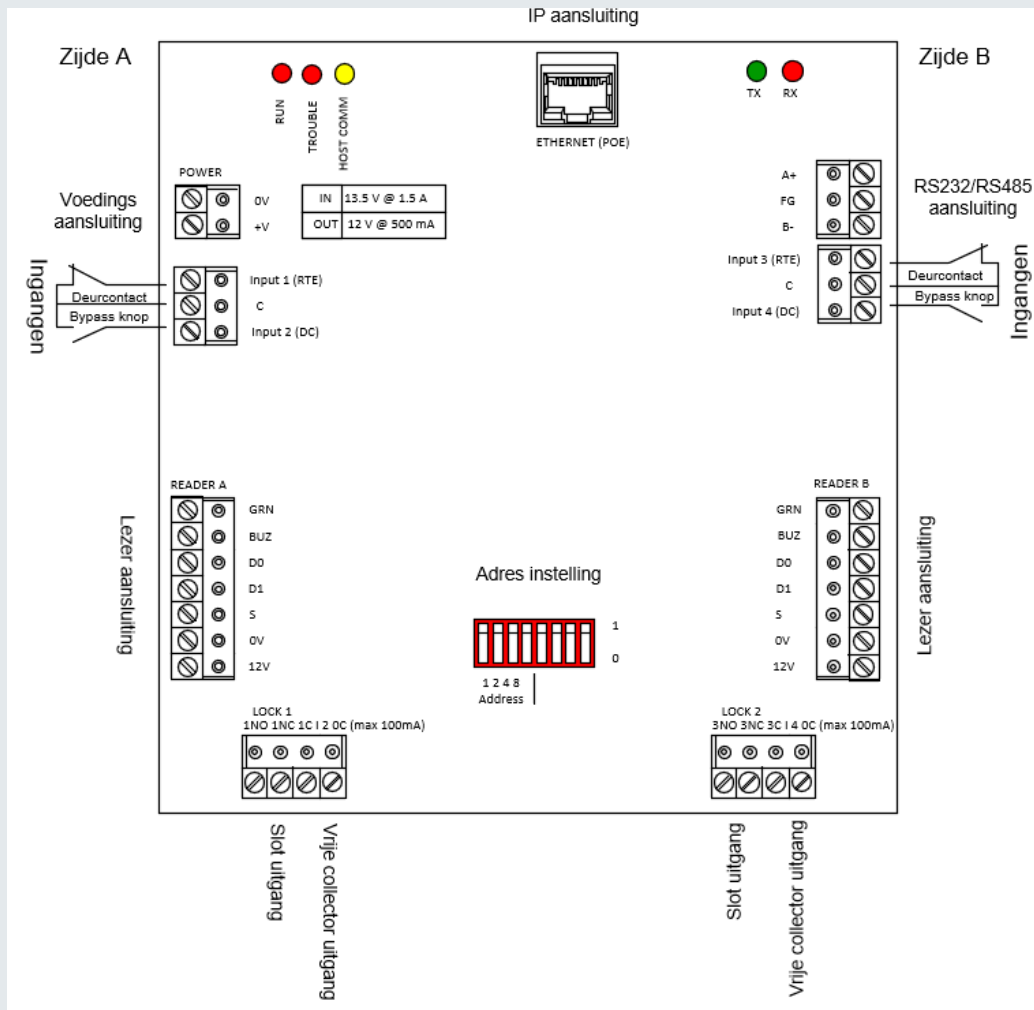 IP aansluiting
Zijde A
Zijde B
RUN
TROUBLE
HOST COMM
TX
RX
ETHERNET (POE)
Voedings
aansluiting
POWER
0V
+V
IN 13.5 V @ 1.5 A
OUT 12 V @ 500 mA
A+
FG
B-
RS232/RS485
aansluiting
Ingangen
Deurcontact
Bypass knop
Input 1 (RTE)
C
Input 2 (DC)
Input 3 (RTE)
C
Input 4 (DC)
Deurcontact
Bypass knop
Ingangen
Lezer aansluiting
READER A
GRN
BUZ
D0
D1
S
0V
12V
READER B
GRN
BUZ
D0
D1
S
0V
12V
Lezer aansluiting
Adres instelling
1
0
1 2 4 8
Address
LOCK 1
1NO 1NC 1C I 2 0C (max 100mA)
LOCK 2
3NO 3NC 3C I 4 0C (max 100mA)
Slot uitgang
Vrije collector uitgang
Slot uitgang
Vrije collector uitgang